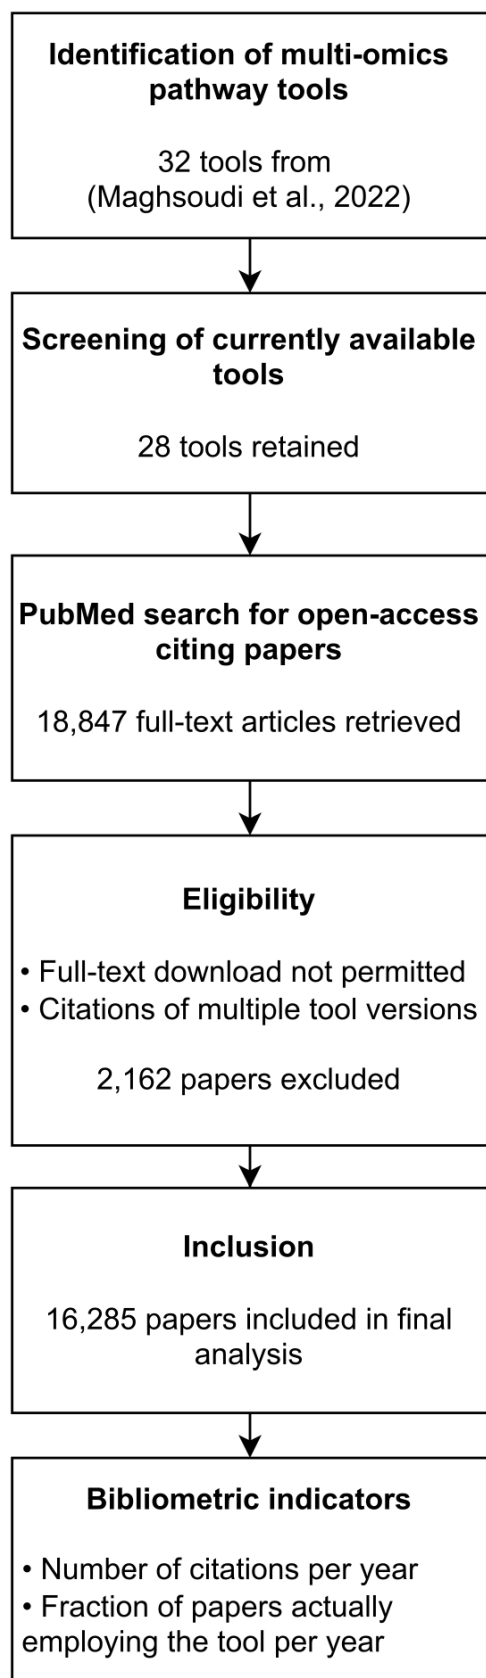 Identification of multi-omics
pathway tools
32 tools from
(Maghsoudi et al., 2022)
Screening of currently available
tools
28 tools retained
PubMed search for open-access
citing papers
18,847 full-text articles retrieved
Eligibility
• Full-text download not permitted
• Citations of multiple tool versions
2,162 papers excluded
Inclusion
16,285 papers included in final
analysis
Bibliometric indicators
• Number of citations per year
• Fraction of papers actually
employing the tool per year